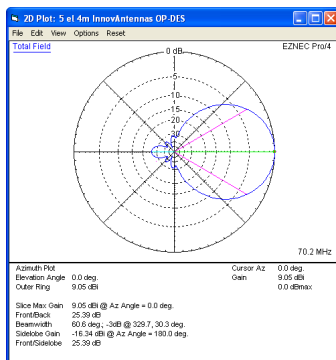 2D Plot: 5 el 4m InnovAntennas OP-DES
File Edit View Options Reset
Total Field
EZNEC Pro/4
0 dB
-5
-10
-15
-20
-30
70.2 MHz
Azimuth Plot
Elevation Angle 0.0 deg.
Outer Ring 9.05 dBi
Cursor Az 0.0 deg.
Gain 9.05 dBi
0.0 dBmax
Slice Max Gain 9.05 dBi @ Az Angle = 0.0 deg.
Front/Back 25.39 dB
Beamwidth 60.6 deg.; -3dB @ 329.7, 30.3 deg.
Sidelobe Gain -16.34 dBi @ Az Angle = 180.0 deg.
Front/Sidelobe 25.39 dB